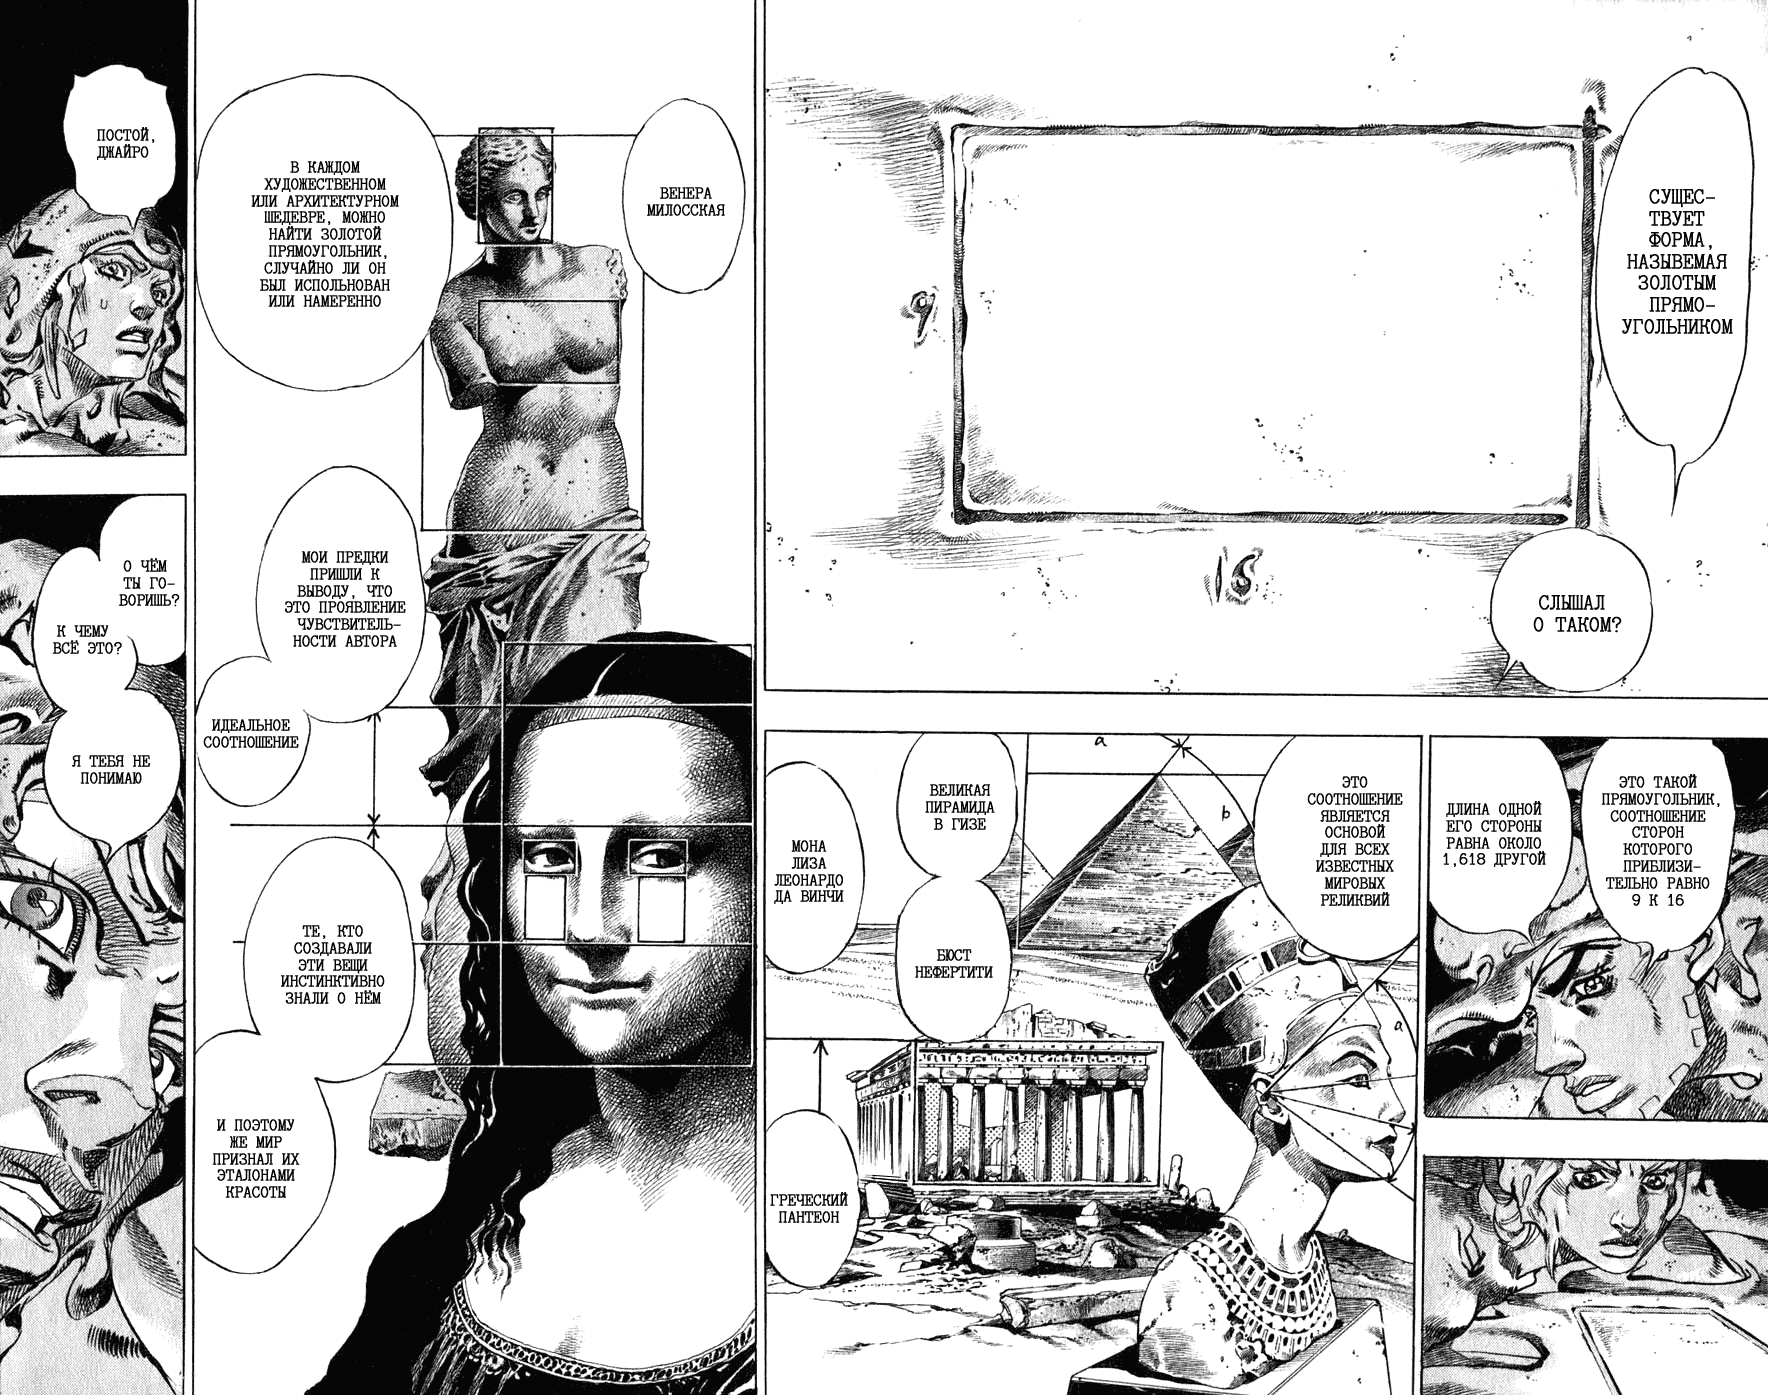 СУЩЕС-
ТВУЕТ
ФОРМА,
НАЗЫВЕМАЯ
ЗОЛОТЫМ
ПРЯМО-
УГОЛЬНИКОМ
9
16
СЛЫШАЛ
О ТАКОМ?
ЭТО ТАКОЙ
ПРЯМОУГОЛЬНИК,
СООТНОШЕНИЕ
СТОРОН
КОТОРОГО
ПРИБЛИЗИ-
ТЕЛЬНО РАВНО
9 К 16
ДЛИНА ОДНОЙ
ЕГО СТОРОНЫ
РАВНА ОКОЛО
1,618 ДРУГОЙ
ЭТО
СООТНОШЕНИЕ
ЯВЛЯЕТСЯ
ОСНОВОЙ
ДЛЯ ВСЕХ
ИЗВЕСТНЫХ
МИРОВЫХ
РЕЛИКВИЙ
a
b
a
ВЕЛИКАЯ
ПИРАМИДА
В ГИЗЕ
БЮСТ
НЕФЕРТИТИ
МОНА
ЛИЗА
ЛЕОНАРДО
ДА ВИНЧИ
ГРЕЧЕСКИЙ
ПАНТЕОН
ВЕНЕРА
МИЛОССКАЯ
В КАЖДОМ
ХУДОЖЕСТВЕННОМ
ИЛИ АРХИТЕКТУРНОМ
ШЕДЕВРЕ, МОЖНО
НАЙТИ ЗОЛОТОЙ
ПРЯМОУГОЛЬНИК,
СЛУЧАЙНО ЛИ ОН
БЫЛ ИСПОЛЬНОВАН
ИЛИ НАМЕРЕННО
МОИ ПРЕДКИ
ПРИШЛИ К
ВЫВОДУ, ЧТО
ЭТО ПРОЯВЛЕНИЕ
ЧУВСТВИТЕЛЬ-
НОСТИ АВТОРА
ИДЕАЛЬНОЕ
СООТНОШЕНИЕ
ТЕ, КТО
СОЗДАВАЛИ
ЭТИ ВЕЩИ
ИНСТИНКТИВНО
ЗНАЛИ О НЁМ
И ПОЭТОМУ
ЖЕ МИР
ПРИЗНАЛ ИХ
ЭТАЛОНАМИ
КРАСОТЫ
ПОСТОЙ,
ДЖАЙРО
О ЧЁМ
ТЫ ГО-
ВОРИШЬ?
К ЧЕМУ
ВСЁ ЭТО?
Я ТЕБЯ НЕ
ПОНИМАЮ